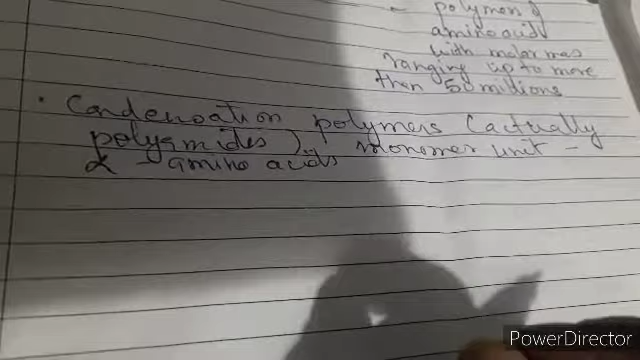 - polymers of
amino acids
with molar mass
ranging up to more
than 50 millions
• Condensation polymers (actually
polyamides). Monomer unit -
α - amino acids
PowerDirector